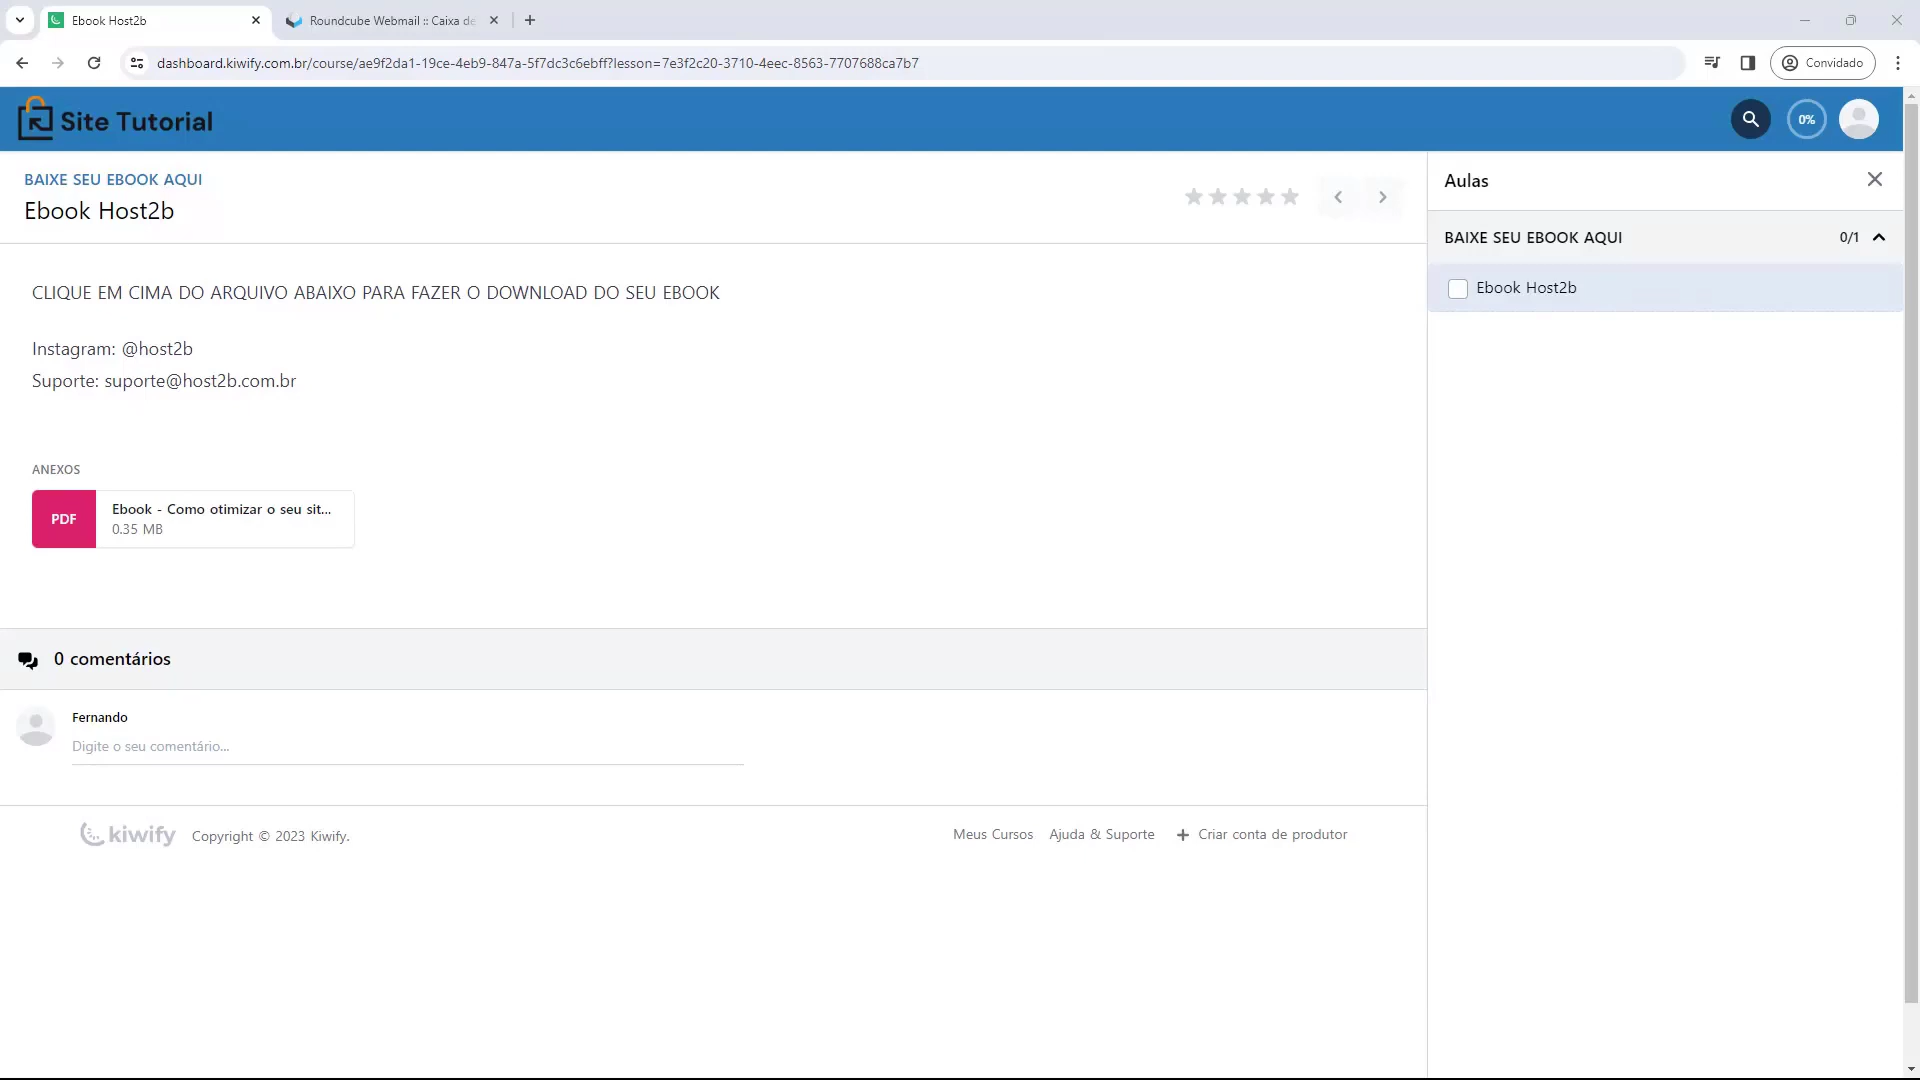 Ebook Host2b
Roundcube Webmail :: Caixa de
dashboard.kiwify.com.br/course/ae9f2da1-19ce-4eb9-847a-5f7dc3c6ebff?lesson=7e3f2c20-3710-4eec-8563-7707688ca7b7
Convidado
Site Tutorial
0%
BAIXE SEU EBOOK AQUI
Ebook Host2b
Aulas
BAIXE SEU EBOOK AQUI
0/1
Ebook Host2b
CLIQUE EM CIMA DO ARQUIVO ABAIXO PARA FAZER O DOWNLOAD DO SEU EBOOK
Instagram: @host2b
Suporte: suporte@host2b.com.br
ANEXOS
PDF
Ebook - Como otimizar o seu sit...
0.35 MB
0 comentários
Fernando
Digite o seu comentário...
kiwify
Copyright © 2023 Kiwify.
Meus Cursos
Ajuda & Suporte
Criar conta de produtor